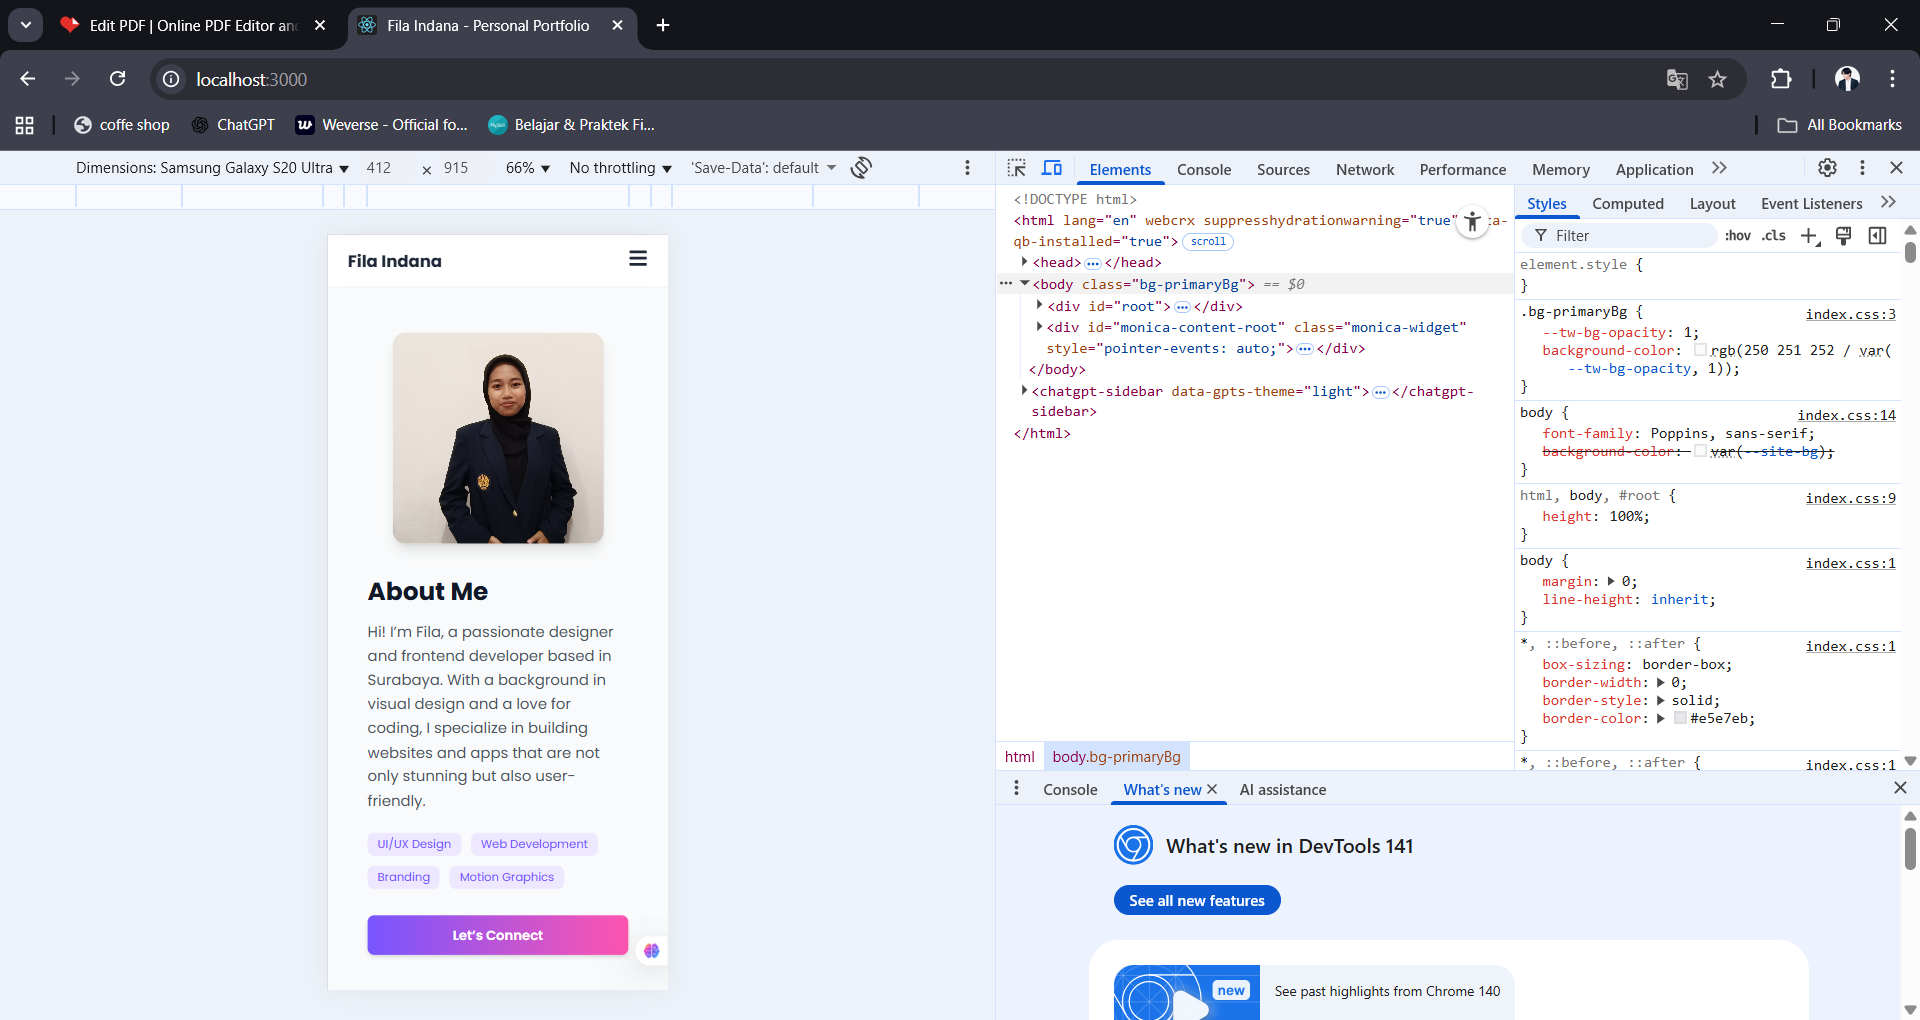 Edit PDF | Online PDF Editor an
Fila Indana - Personal Portfolio
localhost:3000
coffe shop
ChatGPT
Weverse - Official fo...
Belajar & Praktek Fi...
All Bookmarks
Dimensions: Samsung Galaxy S20 Ultra ▼ 412 × 915 66% ▼ No throttling ▼ 'Save-Data': default ▼
Fila Indana
About Me
Hi! I’m Fila, a passionate designer
and frontend developer based in
Surabaya. With a background in
visual design and a love for
coding, I specialize in building
websites and apps that are not
only stunning but also user-
friendly.
UI/UX Design Web Development
Branding Motion Graphics
Let’s Connect
Elements Console Sources Network Performance Memory Application
<!DOCTYPE html>
<html lang="en" webcrx suppresshydrationwarning="true" a-
qb-installed="true"> scroll
<head> … </head>
<body class="bg-primaryBg"> == $0
<div id="root"> … </div>
<div id="monica-content-root" class="monica-widget"
style="pointer-events: auto;"> … </div>
</body>
<chatgpt-sidebar data-gpts-theme="light"> … </chatgpt-
sidebar>
</html>
html body.bg-primaryBg
Styles Computed Layout Event Listeners
Filter :hov .cls
element.style {
}
.bg-primaryBg { index.css:3
--tw-bg-opacity: 1;
background-color: rgb(250 251 252 / var(
--tw-bg-opacity, 1));
}
body { index.css:14
font-family: Poppins, sans-serif;
background-color: var(--site-bg);
}
html, body, #root { index.css:9
height: 100%;
}
body { index.css:1
margin: 0;
line-height: inherit;
}
*, ::before, ::after { index.css:1
box-sizing: border-box;
border-width: 0;
border-style: solid;
border-color: #e5e7eb;
}
*, ::before, ::after { index.css:1
Console What's new AI assistance
What's new in DevTools 141
See all new features
new
See past highlights from Chrome 140